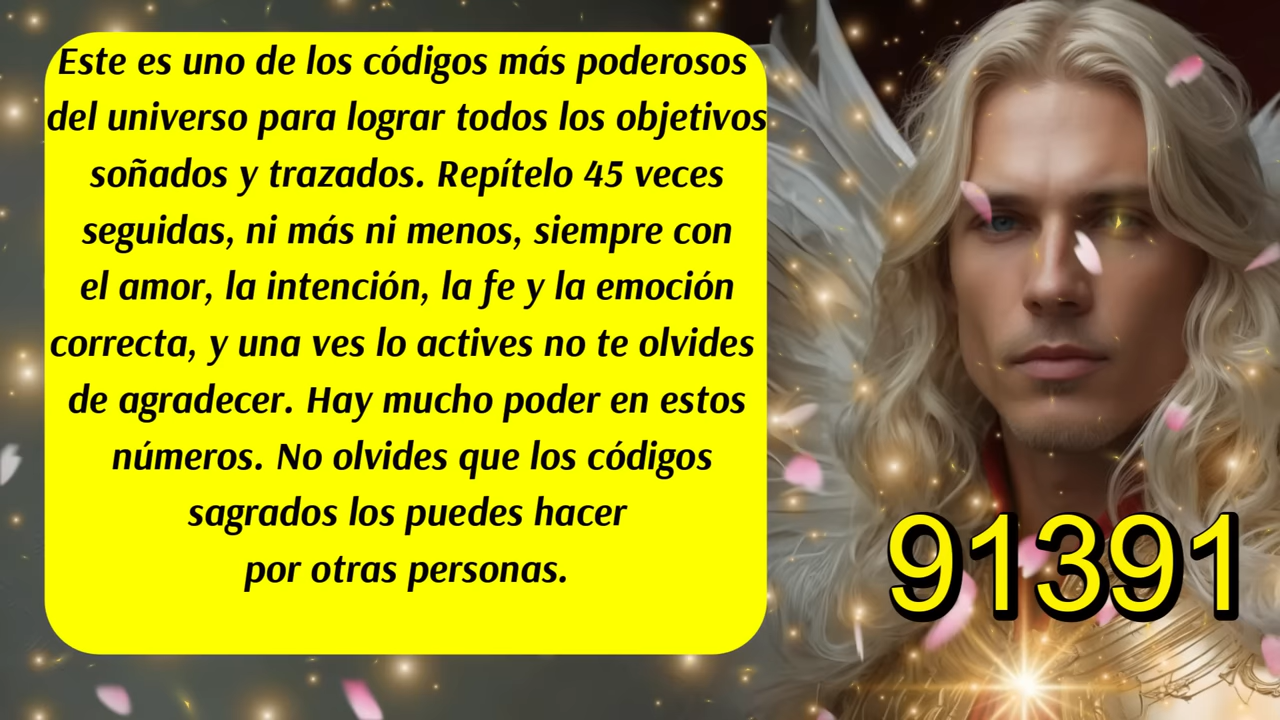 Este es uno de los códigos más poderosos
del universo para lograr todos los objetivos
soñados y trazados. Repítelo 45 veces
seguidas, ni más ni menos, siempre con
el amor, la intención, la fe y la emoción
correcta, y una ves lo actives no te olvides
de agradecer. Hay mucho poder en estos
números. No olvides que los códigos
sagrados los puedes hacer
por otras personas.
91391